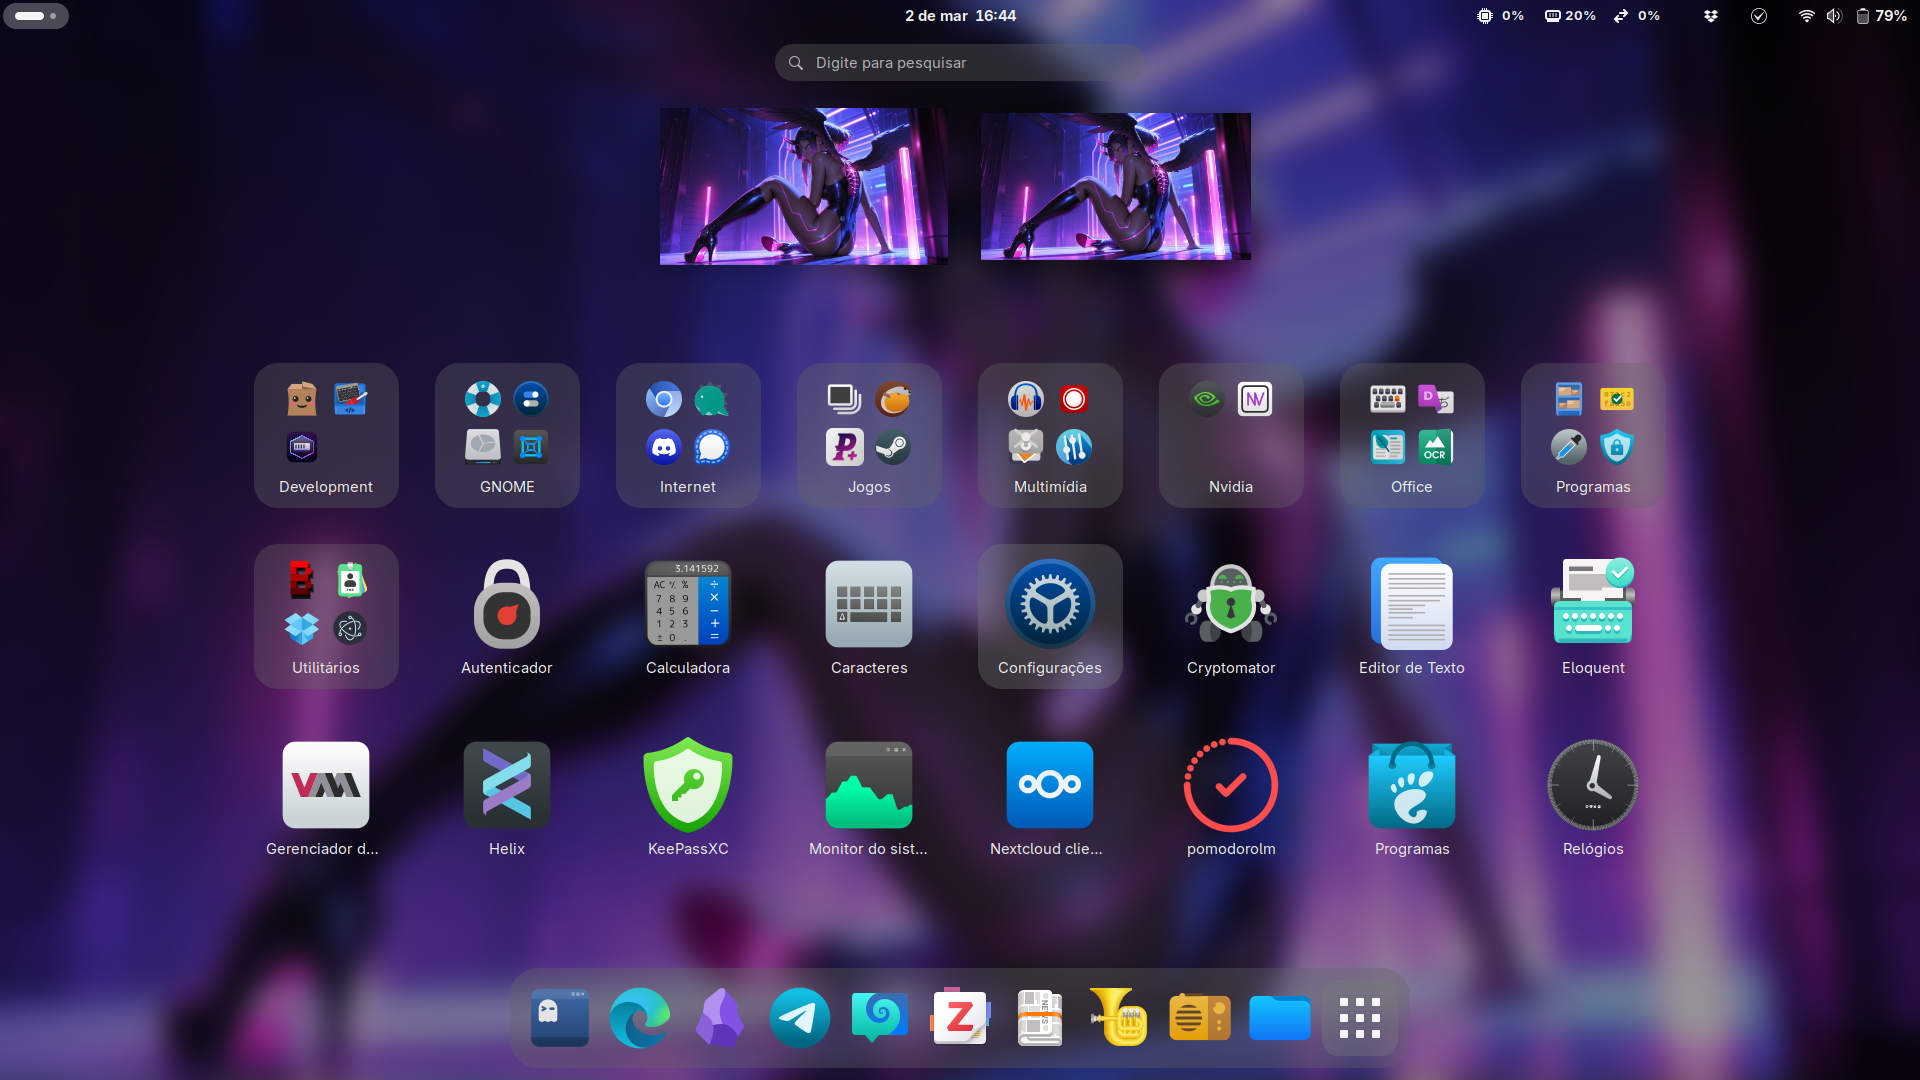 2 de mar 16:44
0%
20%
0%
79%
Digite para pesquisar
Development
GNOME
Internet
Jogos
Multimídia
Nvidia
Office
Programas
OCR
Utilitários
Autenticador
3.141592
AC
%
÷
7 8 9 ×
4 5 6 −
1 2 3 +
± 0 . =
Calculadora
Caracteres
Configurações
Cryptomator
Editor de Texto
Eloquent
Gerenciador d...
Helix
KeePassXC
Monitor do sist...
Nextcloud clie...
pomodorolm
Programas
Relógios
Z
NEWS